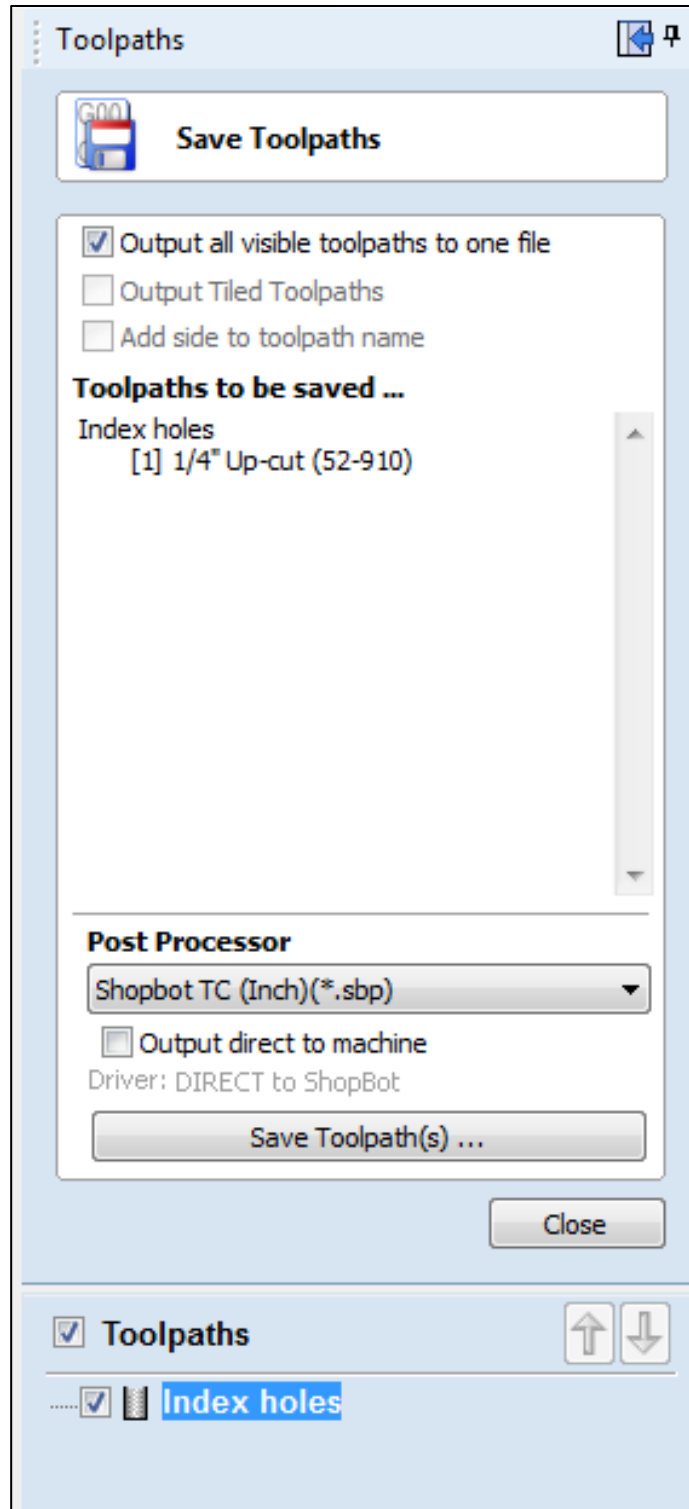 Toolpaths
G00
Save Toolpaths
Output all visible toolpaths to one file
Output Tiled Toolpaths
Add side to toolpath name
Toolpaths to be saved ...
Index holes
[1] 1/4" Up-cut (52-910)
Post Processor
Shopbot TC (Inch)(*.sbp)
Output direct to machine
Driver: DIRECT to ShopBot
Save Toolpath(s) ...
Close
Toolpaths
Index holes